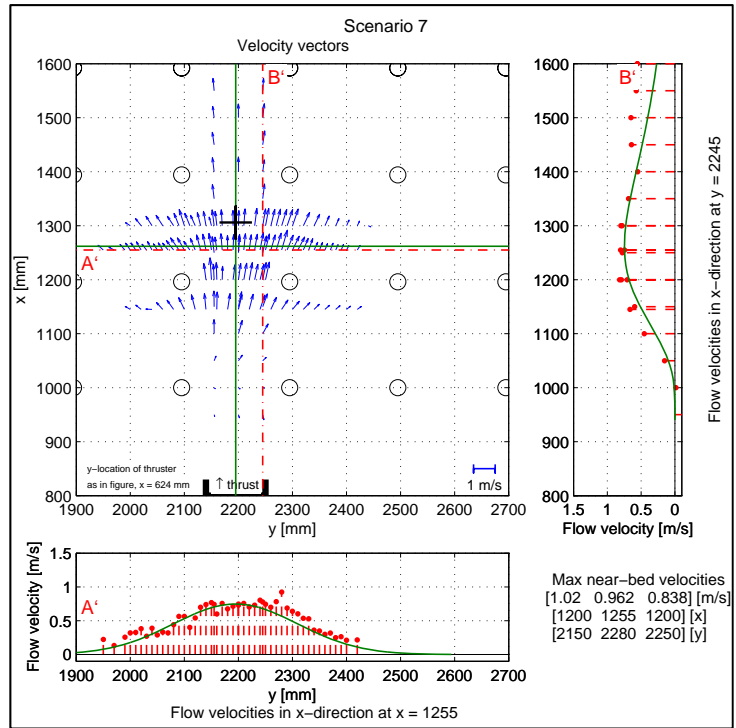 Scenario 7
Velocity vectors
1600
1500
1400
1300
1200
1100
1000
900
800
x [mm]
B‘
A‘
y-location of thruster
as in figure, x = 624 mm
↑ thrust
1 m/s
1900 2000 2100 2200 2300 2400 2500 2600 2700
y [mm]
1600
1500
1400
1300
1200
1100
1000
900
800
B‘
1.5 1 0.5 0
Flow velocity [m/s]
Flow velocities in x-direction at y = 2245
1.5
1
0.5
0
Flow velocity [m/s]
A‘
1900 2000 2100 2200 2300 2400 2500 2600 2700
y [mm]
Flow velocities in x-direction at x = 1255
Max near-bed velocities
[1.02 0.962 0.838] [m/s]
[1200 1255 1200] [x]
[2150 2280 2250] [y]